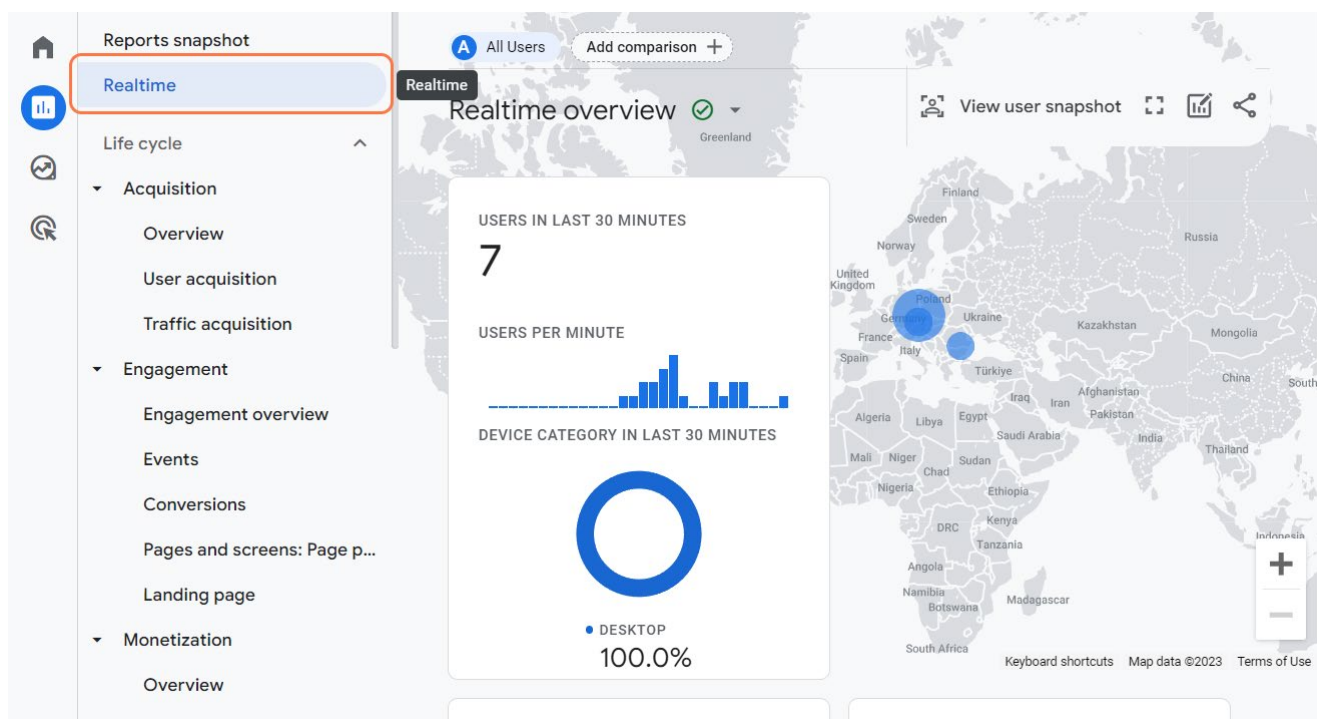 Reports snapshot
Realtime
Realtime
Life cycle
Acquisition
Overview
User acquisition
Traffic acquisition
Engagement
Engagement overview
Events
Conversions
Pages and screens: Page p...
Landing page
Monetization
Overview
A All Users
Add comparison +
Realtime overview
View user snapshot
USERS IN LAST 30 MINUTES
7
USERS PER MINUTE
DEVICE CATEGORY IN LAST 30 MINUTES
DESKTOP
100.0%
Greenland
Finland
Sweden
Norway
Russia
United
Kingdom
Poland
Germany
Ukraine
Kazakhstan
Mongolia
France
Italy
Spain
Türkiye
China
South
Afghanistan
Iraq
Iran
Pakistan
Algeria
Libya
Egypt
Saudi Arabia
India
Thailand
Mali
Niger
Chad
Sudan
Nigeria
Ethiopia
DRC
Kenya
Tanzania
Indonesia
Angola
Namibia
Botswana
Madagascar
South Africa
Keyboard shortcuts
Map data ©2023
Terms of Use